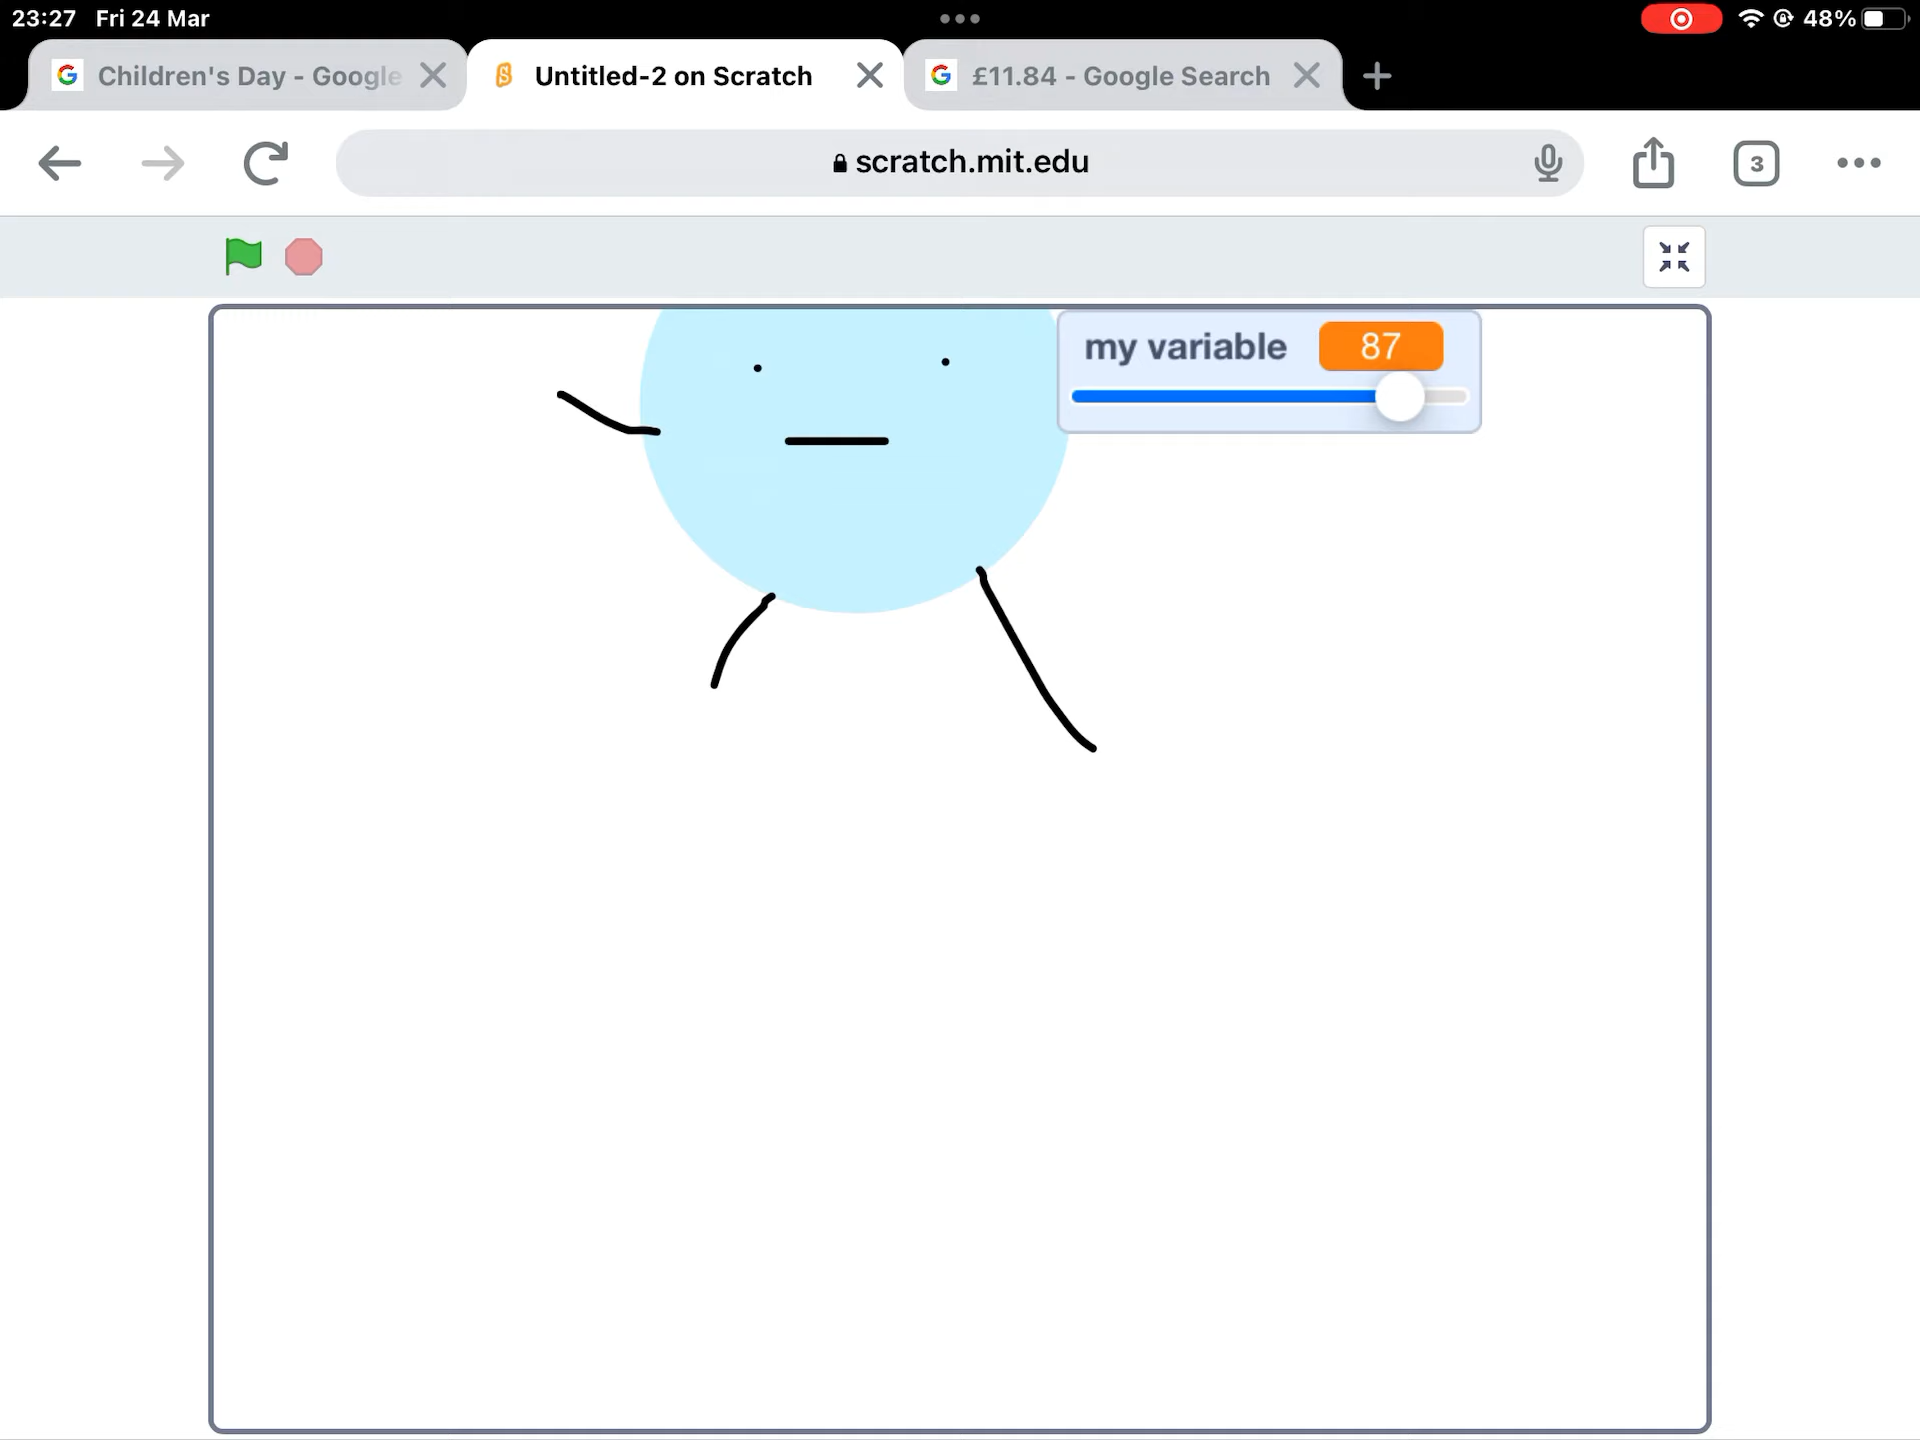 23:27 Fri 24 Mar
48%
Children's Day - Google
Untitled-2 on Scratch
£11.84 - Google Search
scratch.mit.edu
3
my variable 87